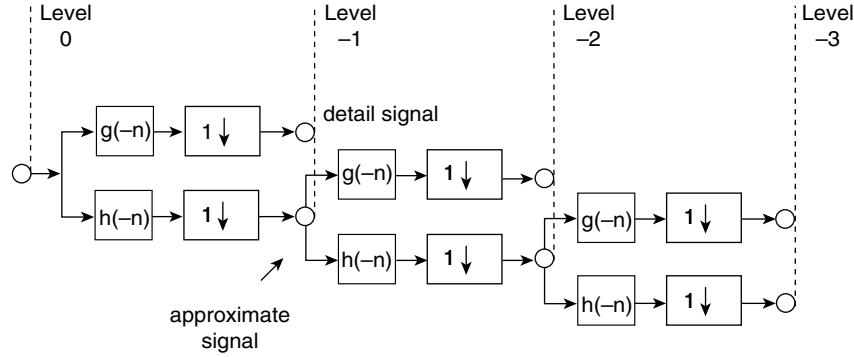 Level
0
Level
–1
Level
–2
Level
–3
g(–n)
1↓
detail signal
h(–n)
1↓
g(–n)
1↓
h(–n)
1↓
g(–n)
1↓
h(–n)
1↓
approximate
signal